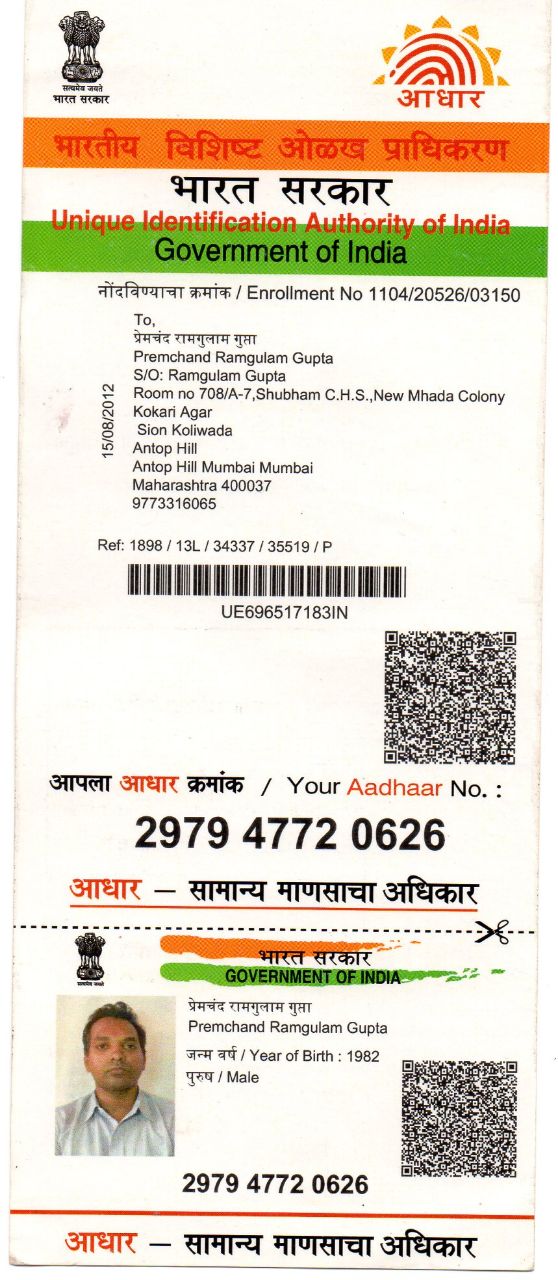 सत्यमेव जयते
भारत सरकार
आधार
भारतीय विशिष्ट ओळख प्राधिकरण
भारत सरकार
Unique Identification Authority of India
Government of India
नोंदविण्याचा क्रमांक / Enrollment No 1104/20526/03150
To,
प्रेमचंद रामगुलाम गुप्ता
Premchand Ramgulam Gupta
S/O: Ramgulam Gupta
Room no 708/A-7,Shubham C.H.S.,New Mhada Colony
Kokari Agar
Sion Koliwada
Antop Hill
Antop Hill Mumbai Mumbai
Maharashtra 400037
9773316065
15/08/2012
Ref: 1898 / 13L / 34337 / 35519 / P
UE696517183IN
आपला आधार क्रमांक / Your Aadhaar No. :
2979 4772 0626
आधार – सामान्य माणसाचा अधिकार
भारत सरकार
GOVERNMENT OF INDIA
प्रेमचंद रामगुलाम गुप्ता
Premchand Ramgulam Gupta
जन्म वर्ष / Year of Birth : 1982
पुरुष / Male
2979 4772 0626
आधार – सामान्य माणसाचा अधिकार